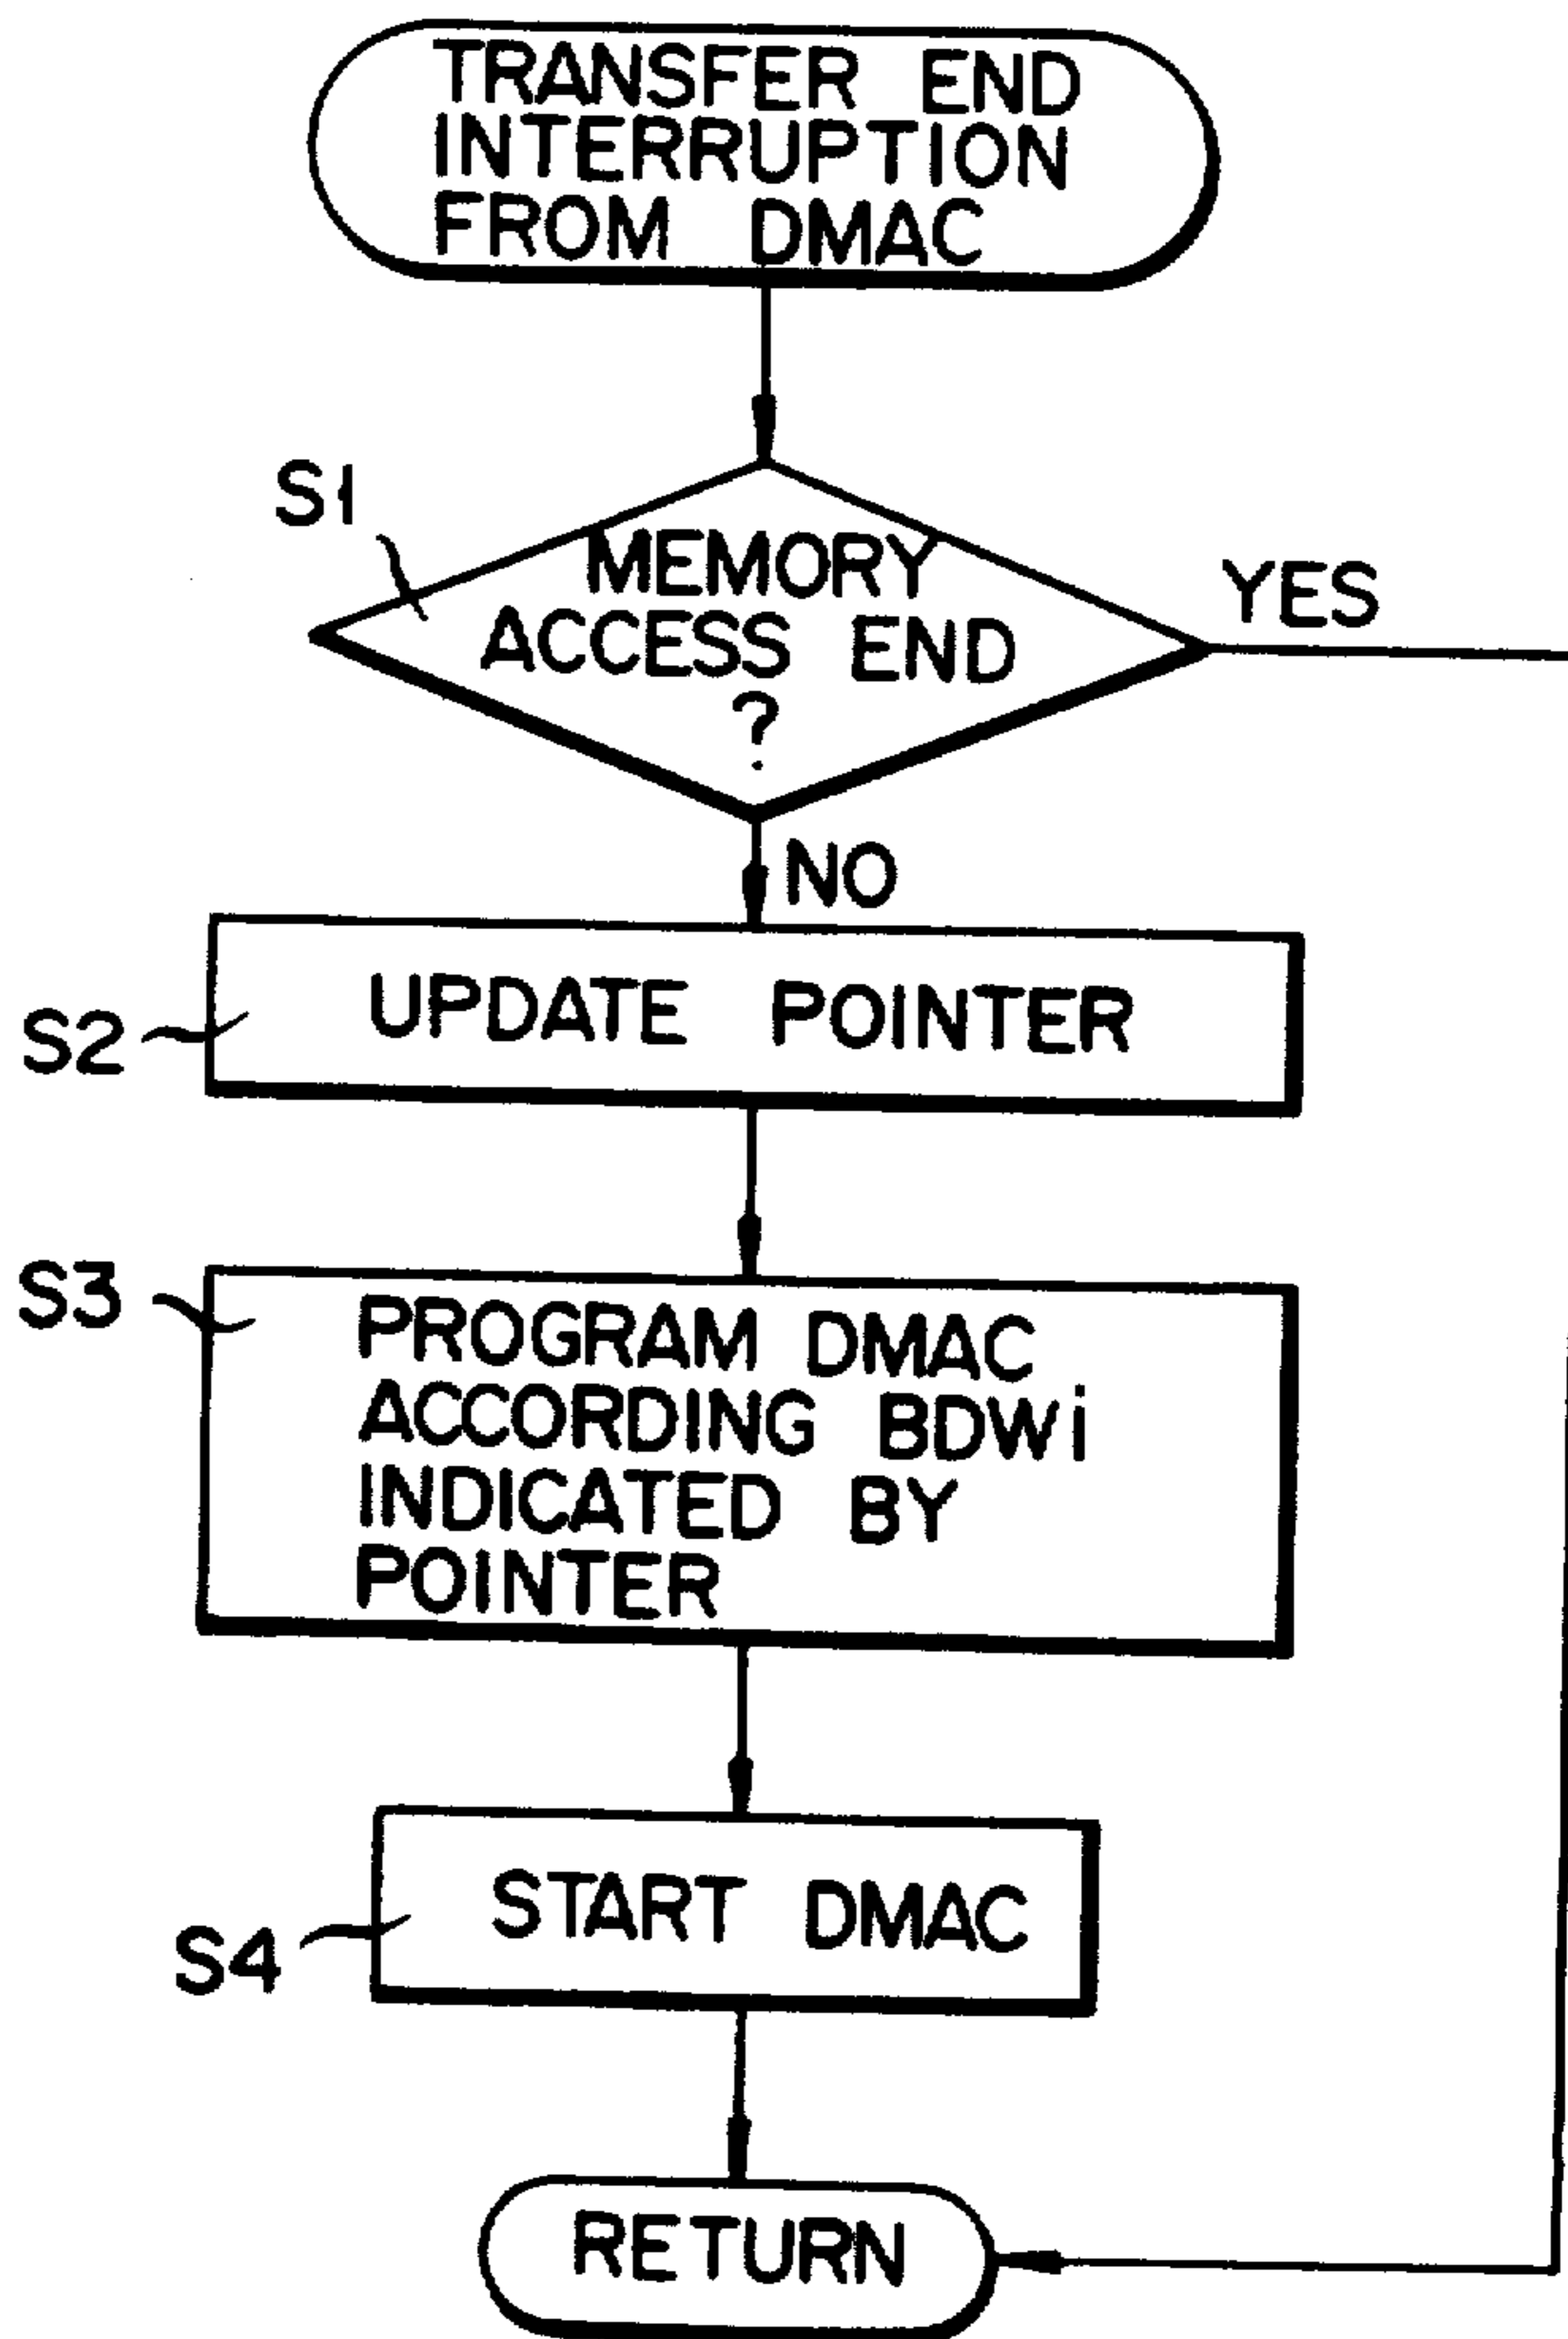 TRANSFER END
INTERRUPTION
FROM DMAC
S1
MEMORY
ACCESS END
?
YES
NO
S2
UPDATE POINTER
S3
PROGRAM DMAC
ACCORDING BDWi
INDICATED BY
POINTER
S4
START DMAC
RETURN